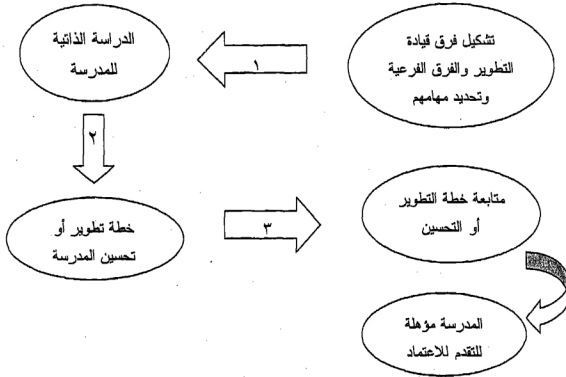 تشكيل فرق قيادة
التطوير والفرق الفرعية
وتحديد مهامهم
١
الدراسة الذاتية
للمدرسة
٢
خطة تطوير أو
تحسين المدرسة
٣
متابعة خطة التطوير
أو التحسين
المدرسة مؤهلة
للتقدم للاعتماد